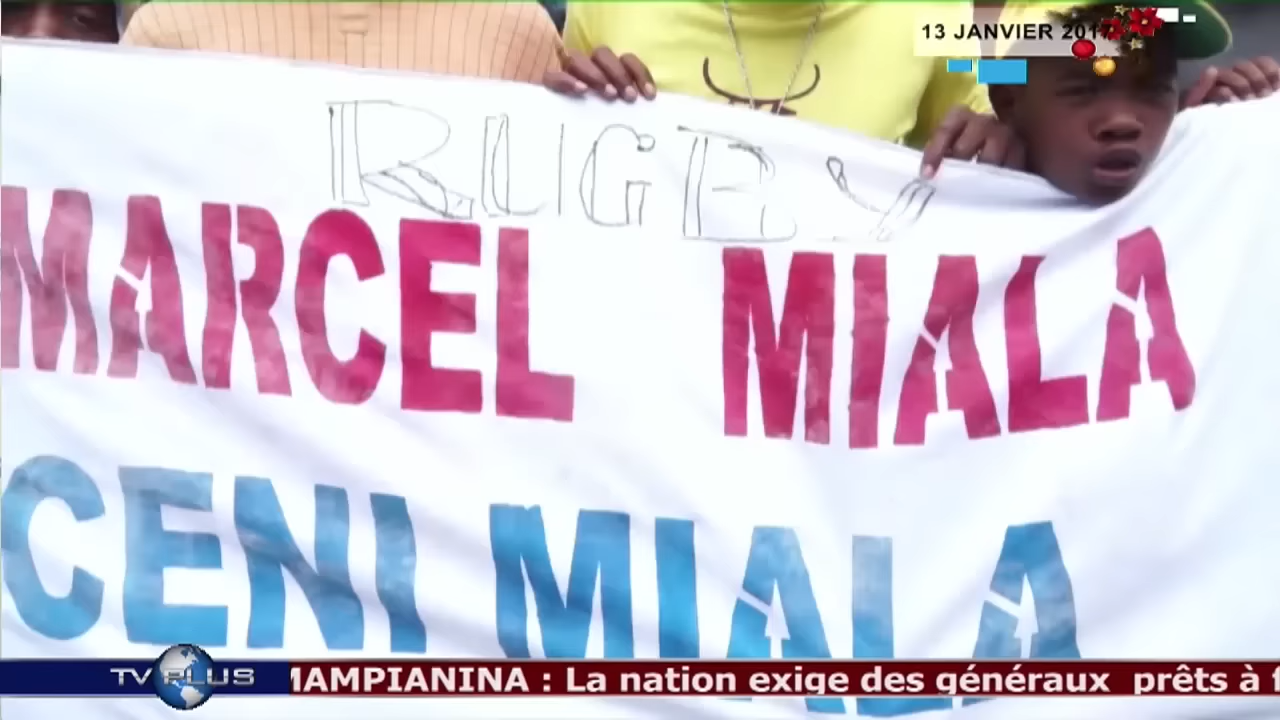 13 JANVIER 2017
RUGBY
MARCEL MIALA
CENI MIALA
TV PLUS
MAMPIANINA : La nation exige des généraux prêts à